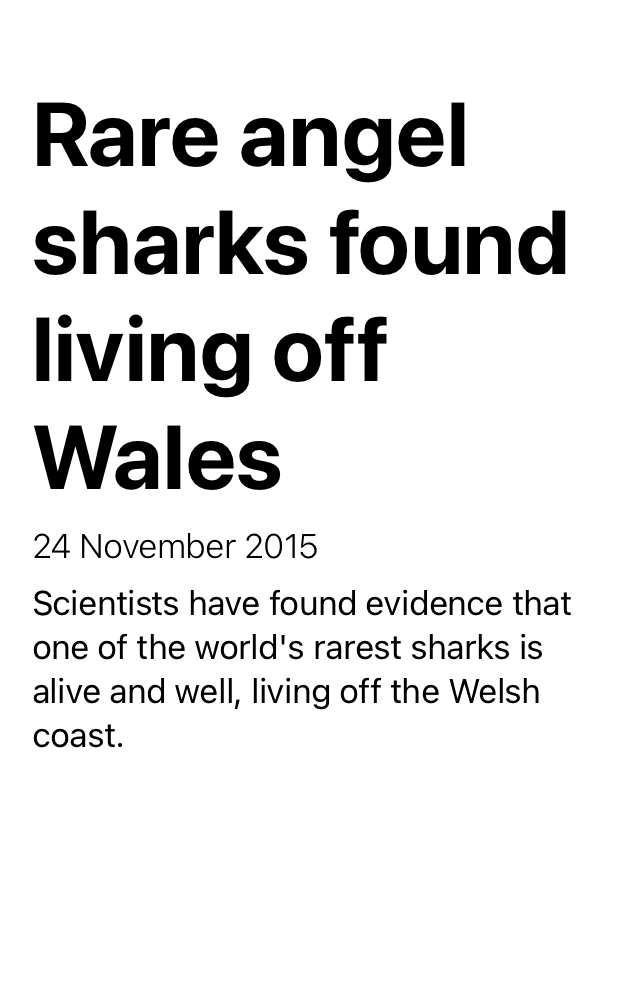 Rare angel
sharks found
living off
Wales
24 November 2015
Scientists have found evidence that
one of the world's rarest sharks is
alive and well, living off the Welsh
coast.